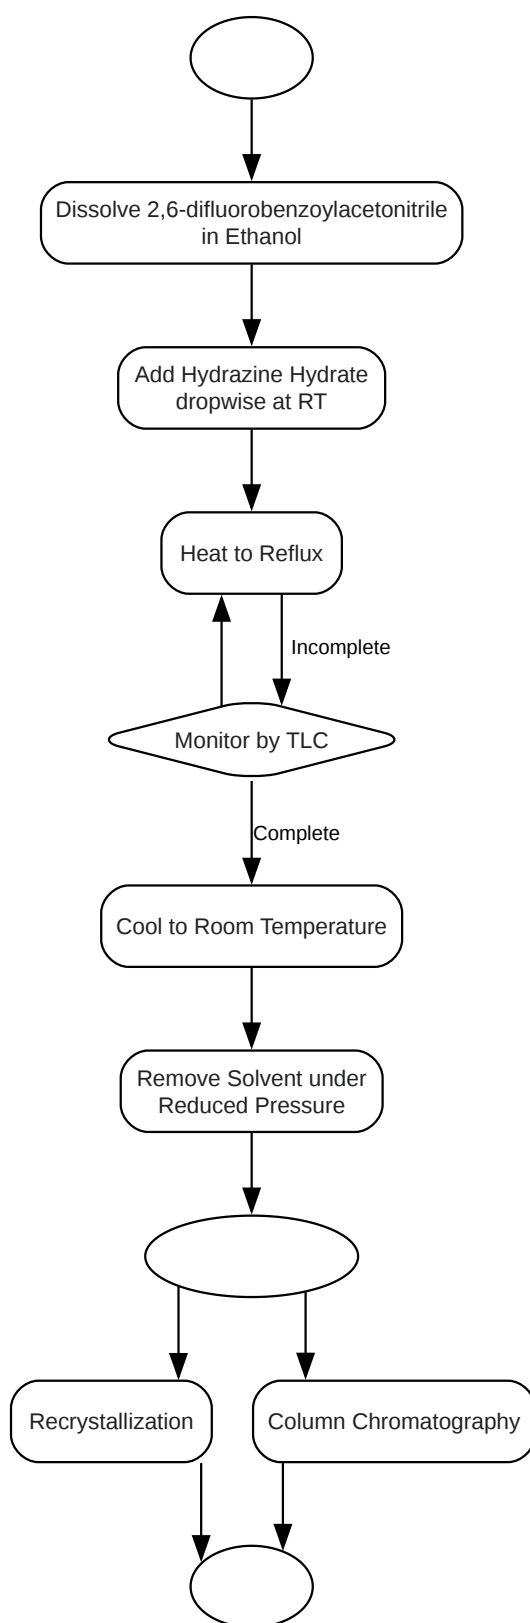 Dissolve 2,6-difluorobenzoylacetonitrile
in Ethanol
Add Hydrazine Hydrate
dropwise at RT
Heat to Reflux
Incomplete
Monitor by TLC
Complete
Cool to Room Temperature
Remove Solvent under
Reduced Pressure
Recrystallization
Column Chromatography